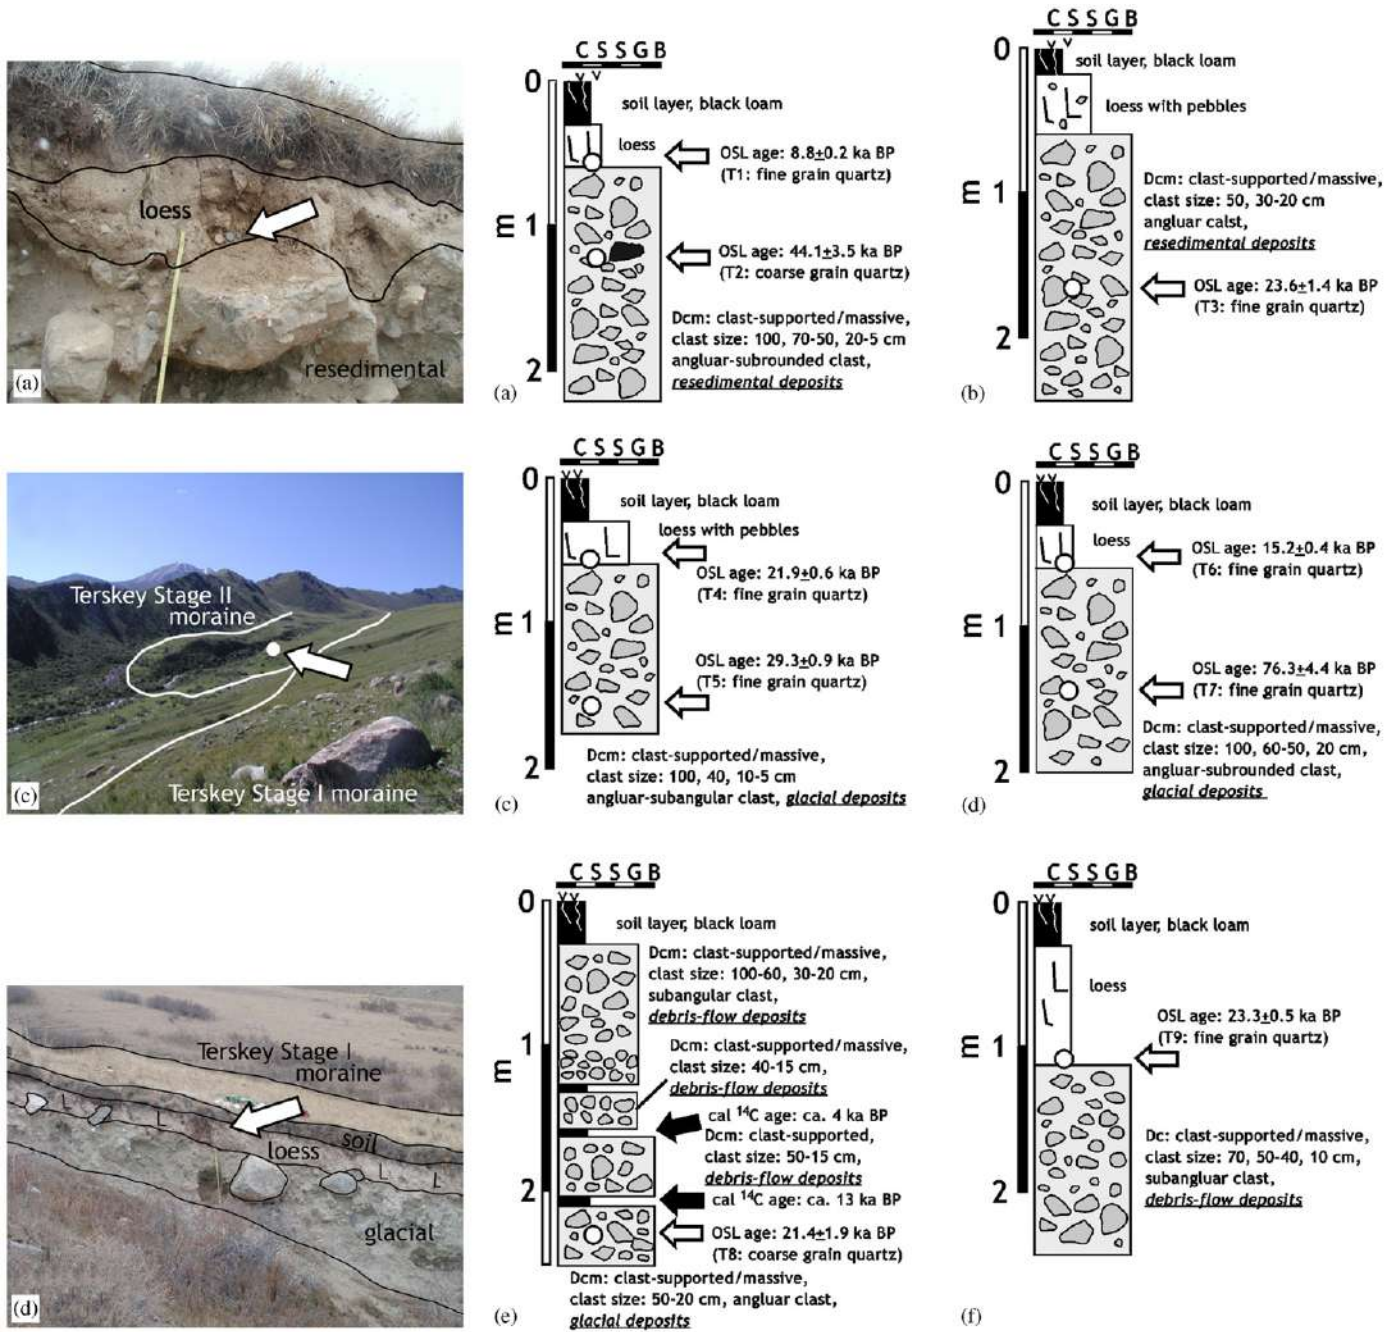 loess
resedimental
(a)
C S S G B
0
soil layer, black loam
loess
OSL age: 8.8±0.2 ka BP
(T1: fine grain quartz)
1
m
OSL age: 44.1±3.5 ka BP
(T2: coarse grain quartz)
Dcm: clast-supported/massive,
clast size: 100, 70-50, 20-5 cm
angluar-subrounded clast,
resedimental deposits
2
(a)
C S S G B
0
soil layer, black loam
loess with pebbles
1
m
Dcm: clast-supported/massive,
clast size: 50, 30-20 cm
angluar calst,
resedimental deposits
OSL age: 23.6±1.4 ka BP
(T3: fine grain quartz)
2
(b)
Terskey Stage II
moraine
Terskey Stage I moraine
(c)
C S S G B
0
soil layer, black loam
loess with pebbles
OSL age: 21.9±0.6 ka BP
(T4: fine grain quartz)
m 1
OSL age: 29.3±0.9 ka BP
(T5: fine grain quartz)
2
Dcm: clast-supported/massive,
clast size: 100, 40, 10-5 cm
angluar-subangular clast, glacial deposits
(c)
C S S G B
0
soil layer, black loam
loess
OSL age: 15.2±0.4 ka BP
(T6: fine grain quartz)
m 1
OSL age: 76.3±4.4 ka BP
(T7: fine grain quartz)
Dcm: clast-supported/massive,
clast size: 100, 60-50, 20 cm,
angluar-subrounded clast,
glacial deposits
2
(d)
Terskey Stage I
moraine
soil
loess
L
L
L
L
glacial
(d)
C S S G B
0
soil layer, black loam
Dcm: clast-supported/massive,
clast size: 100-60, 30-20 cm,
subangular clast,
debris-flow deposits
m 1
Dcm: clast-supported/massive,
clast size: 40-15 cm,
debris-flow deposits
cal 14C age: ca. 4 ka BP
Dcm: clast-supported,
clast size: 50-15 cm,
debris-flow deposits
2
cal 14C age: ca. 13 ka BP
OSL age: 21.4±1.9 ka BP
(T8: coarse grain quartz)
Dcm: clast-supported/massive,
clast size: 50-20 cm, angluar clast,
glacial deposits
(e)
C S S G B
0
soil layer, black loam
loess
OSL age: 23.3±0.5 ka BP
(T9: fine grain quartz)
m 1
Dc: clast-supported/massive,
clast size: 70, 50-40, 10 cm,
subangluar clast,
debris-flow deposits
2
(f)